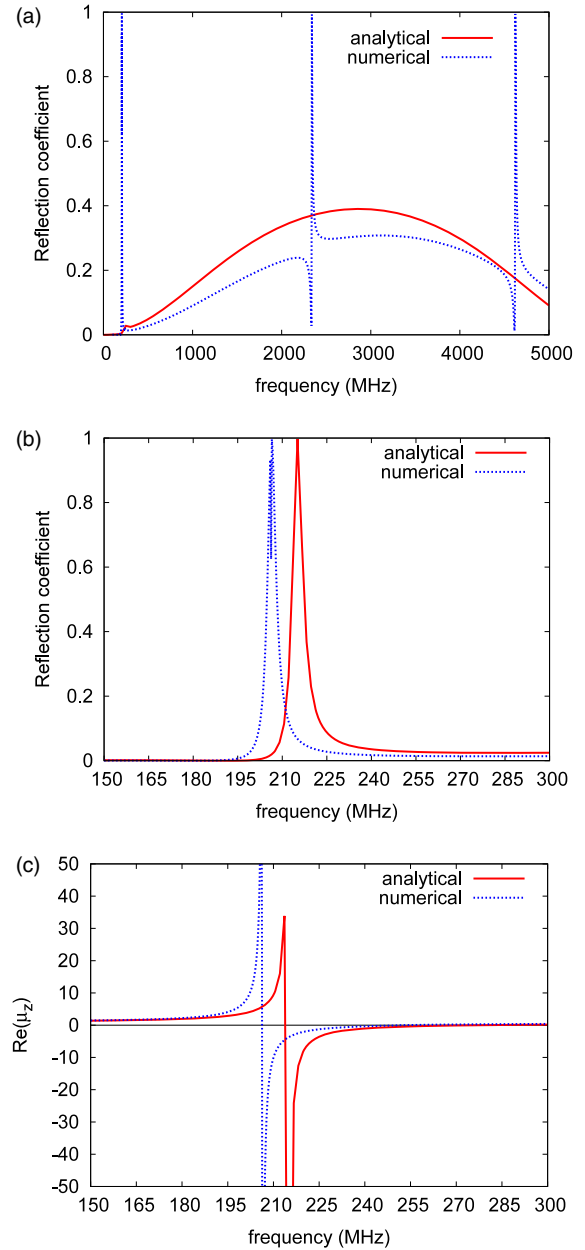 (a)
analytical
numerical
Reflection coefficient
1
0.8
0.6
0.4
0.2
0
0 1000 2000 3000 4000 5000
frequency (MHz)
(b)
analytical
numerical
Reflection coefficient
1
0.8
0.6
0.4
0.2
0
150 165 180 195 210 225 240 255 270 285 300
frequency (MHz)
(c)
analytical
numerical
Re(μz)
50
40
30
20
10
0
-10
-20
-30
-40
-50
150 165 180 195 210 225 240 255 270 285 300
frequency (MHz)